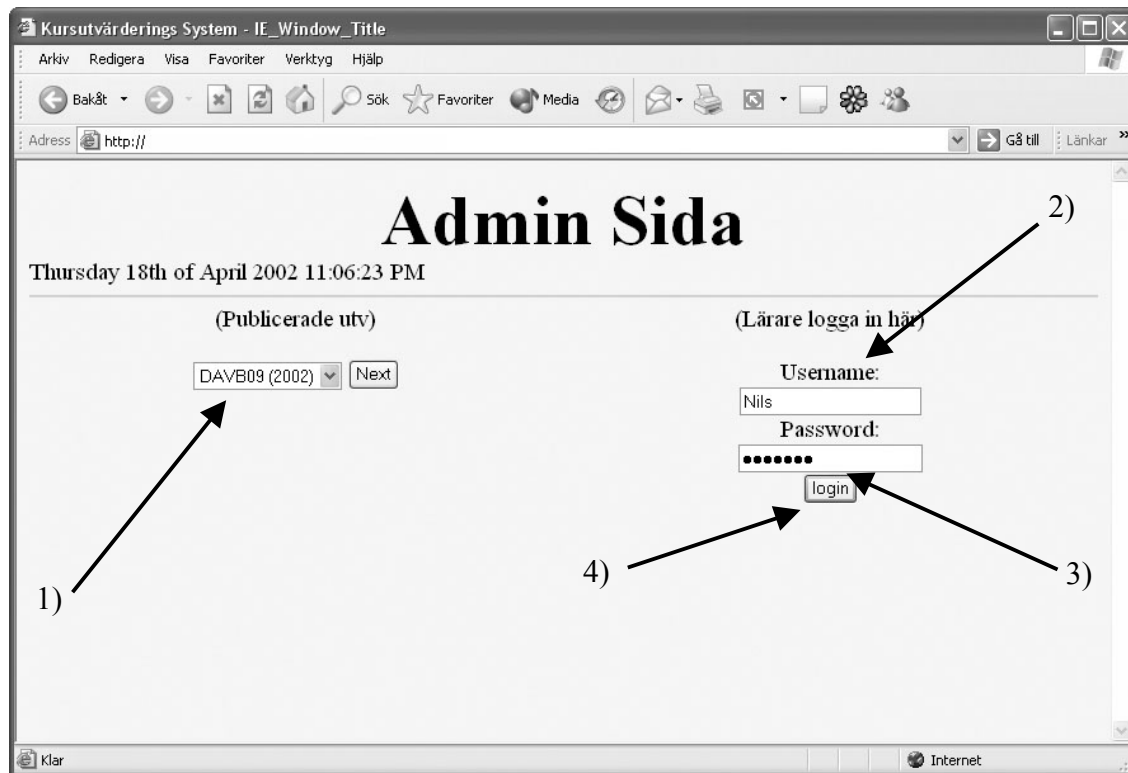 Kursutvärderings System - IE_Window_Title
Arkiv Redigera Visa Favoriter Verktyg Hjälp
Bakåt Sök Favoriter Media
Adress http:// Gå till Länkar »
Admin Sida
2)
Thursday 18th of April 2002 11:06:23 PM
(Publicerade utv) (Lärare logga in här)
Username:
DAVB09 (2002) Next
Nils
Password:
•••••••
login
4) 3)
1)
Klar Internet